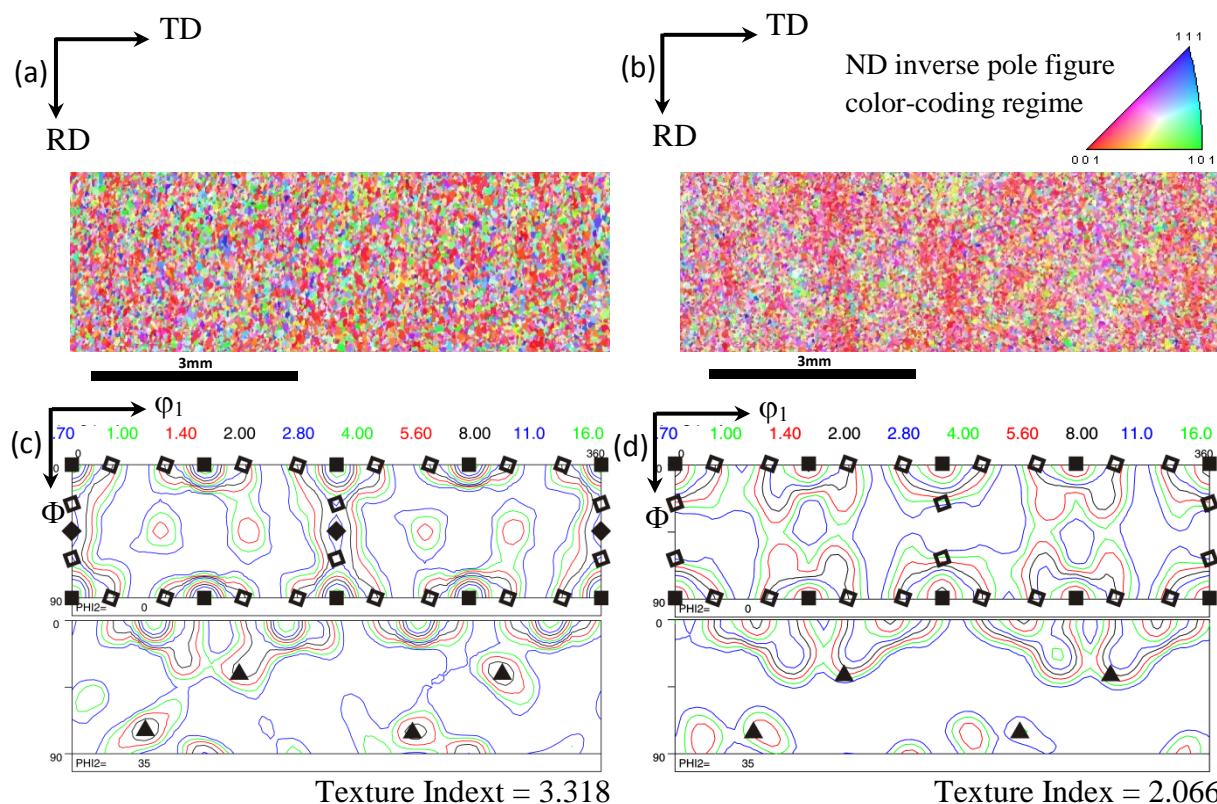 TD
(a)
RD
TD
(b)
RD
ND inverse pole figure
color-coding regime
1 1 1
0 0 1
1 0 1
3mm
3mm
φ1
(c)
.70 1.00 1.40 2.00 2.80 4.00 5.60 8.00 11.0 16.0
0
360
0
Φ
90
PHI2= 0
0
90
PHI2= 35
Texture Indext = 3.318
φ1
(d)
.70 1.00 1.40 2.00 2.80 4.00 5.60 8.00 11.0 16.0
0
360
0
Φ
90
PHI2= 0
0
90
PHI2= 35
Texture Index = 2.066